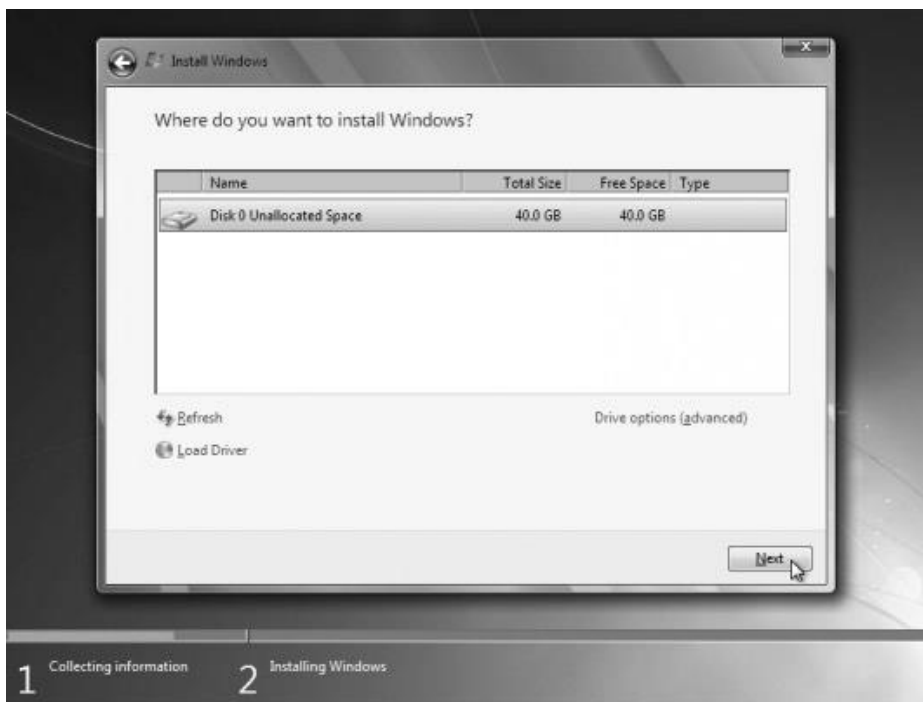 Install Windows
x
Where do you want to install Windows?
Name Total Size Free Space Type
Disk 0 Unallocated Space 40.0 GB 40.0 GB
Refresh Drive options (advanced)
Load Driver
Next
1 Collecting information 2 Installing Windows